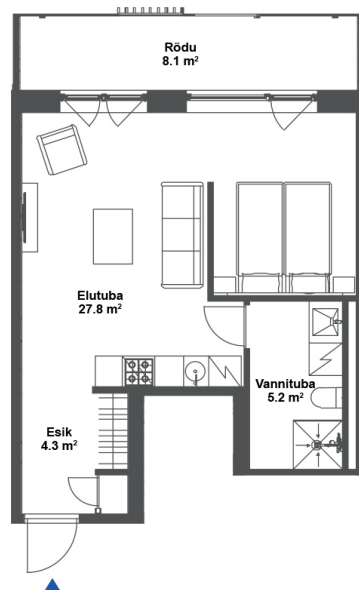 Rõdu
8.1 m²
Elutuba
27.8 m²
Vannituba
5.2 m²
Esik
4.3 m²